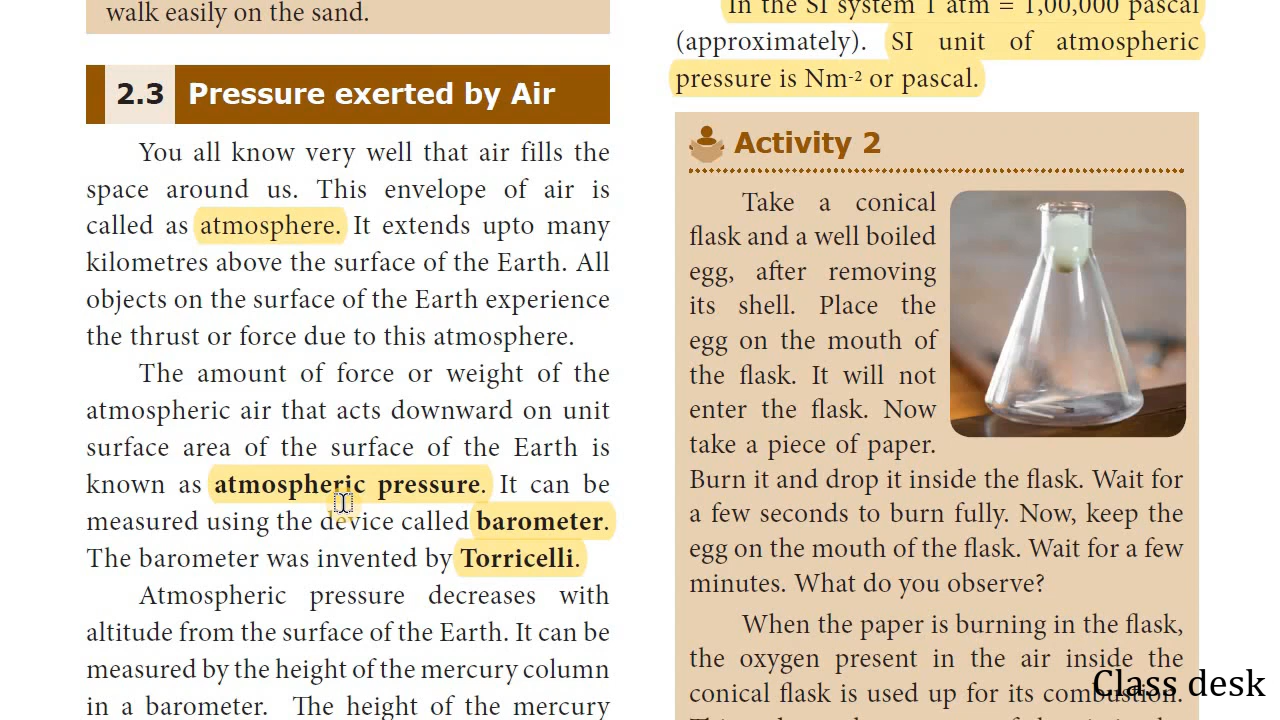 walk easily on the sand.
2.3 Pressure exerted by Air
You all know very well that air fills the
space around us. This envelope of air is
called as atmosphere. It extends upto many
kilometres above the surface of the Earth. All
objects on the surface of the Earth experience
the thrust or force due to this atmosphere.
The amount of force or weight of the
atmospheric air that acts downward on unit
surface area of the surface of the Earth is
known as atmospheric pressure. It can be
measured using the device called barometer.
The barometer was invented by Torricelli.
Atmospheric pressure decreases with
altitude from the surface of the Earth. It can be
measured by the height of the mercury column
in a barometer. The height of the mercury
In the SI system 1 atm = 1,00,000 pascal
(approximately). SI unit of atmospheric
pressure is Nm-² or pascal.
Activity 2
Take a conical
flask and a well boiled
egg, after removing
its shell. Place the
egg on the mouth of
the flask. It will not
enter the flask. Now
take a piece of paper.
Burn it and drop it inside the flask. Wait for
a few seconds to burn fully. Now, keep the
egg on the mouth of the flask. Wait for a few
minutes. What do you observe?
When the paper is burning in the flask,
the oxygen present in the air inside the
conical flask is used up for its combustion.
Class desk